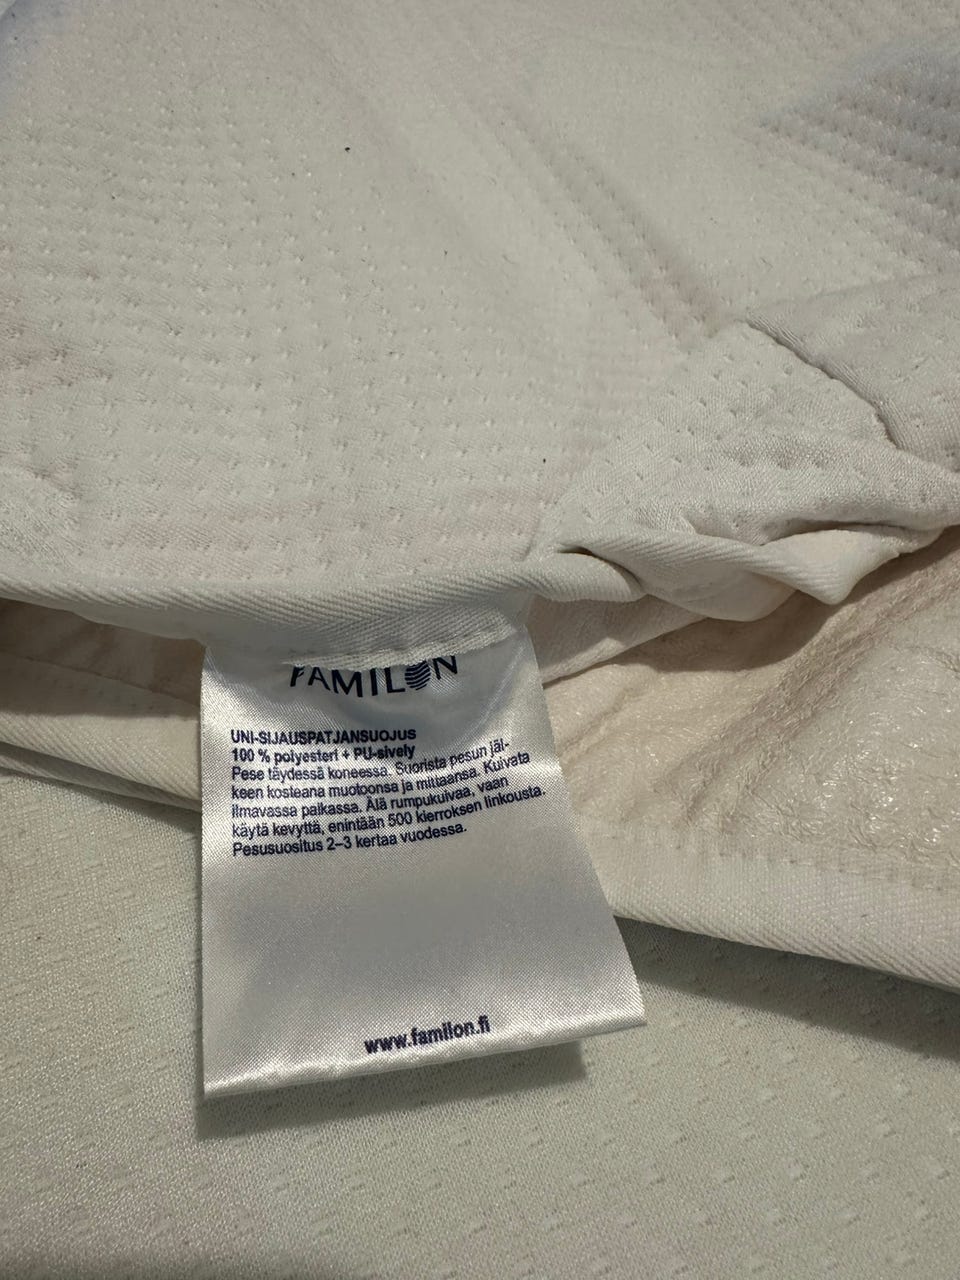 FAMILON
UNI-SIJAUSPATJANSUOJUS
100 % polyesteri + PU-sively
Pese täydessä koneessa. Suorista pesun jäl-
keen kosteana muotoonsa ja mittaansa. Kuivata
ilmavassa paikassa. Älä rumpukuivaa, vaan
käytä kevyttä, enintään 500 kierroksen linkousta.
Pesusuositus 2–3 kertaa vuodessa.
www.familon.fi